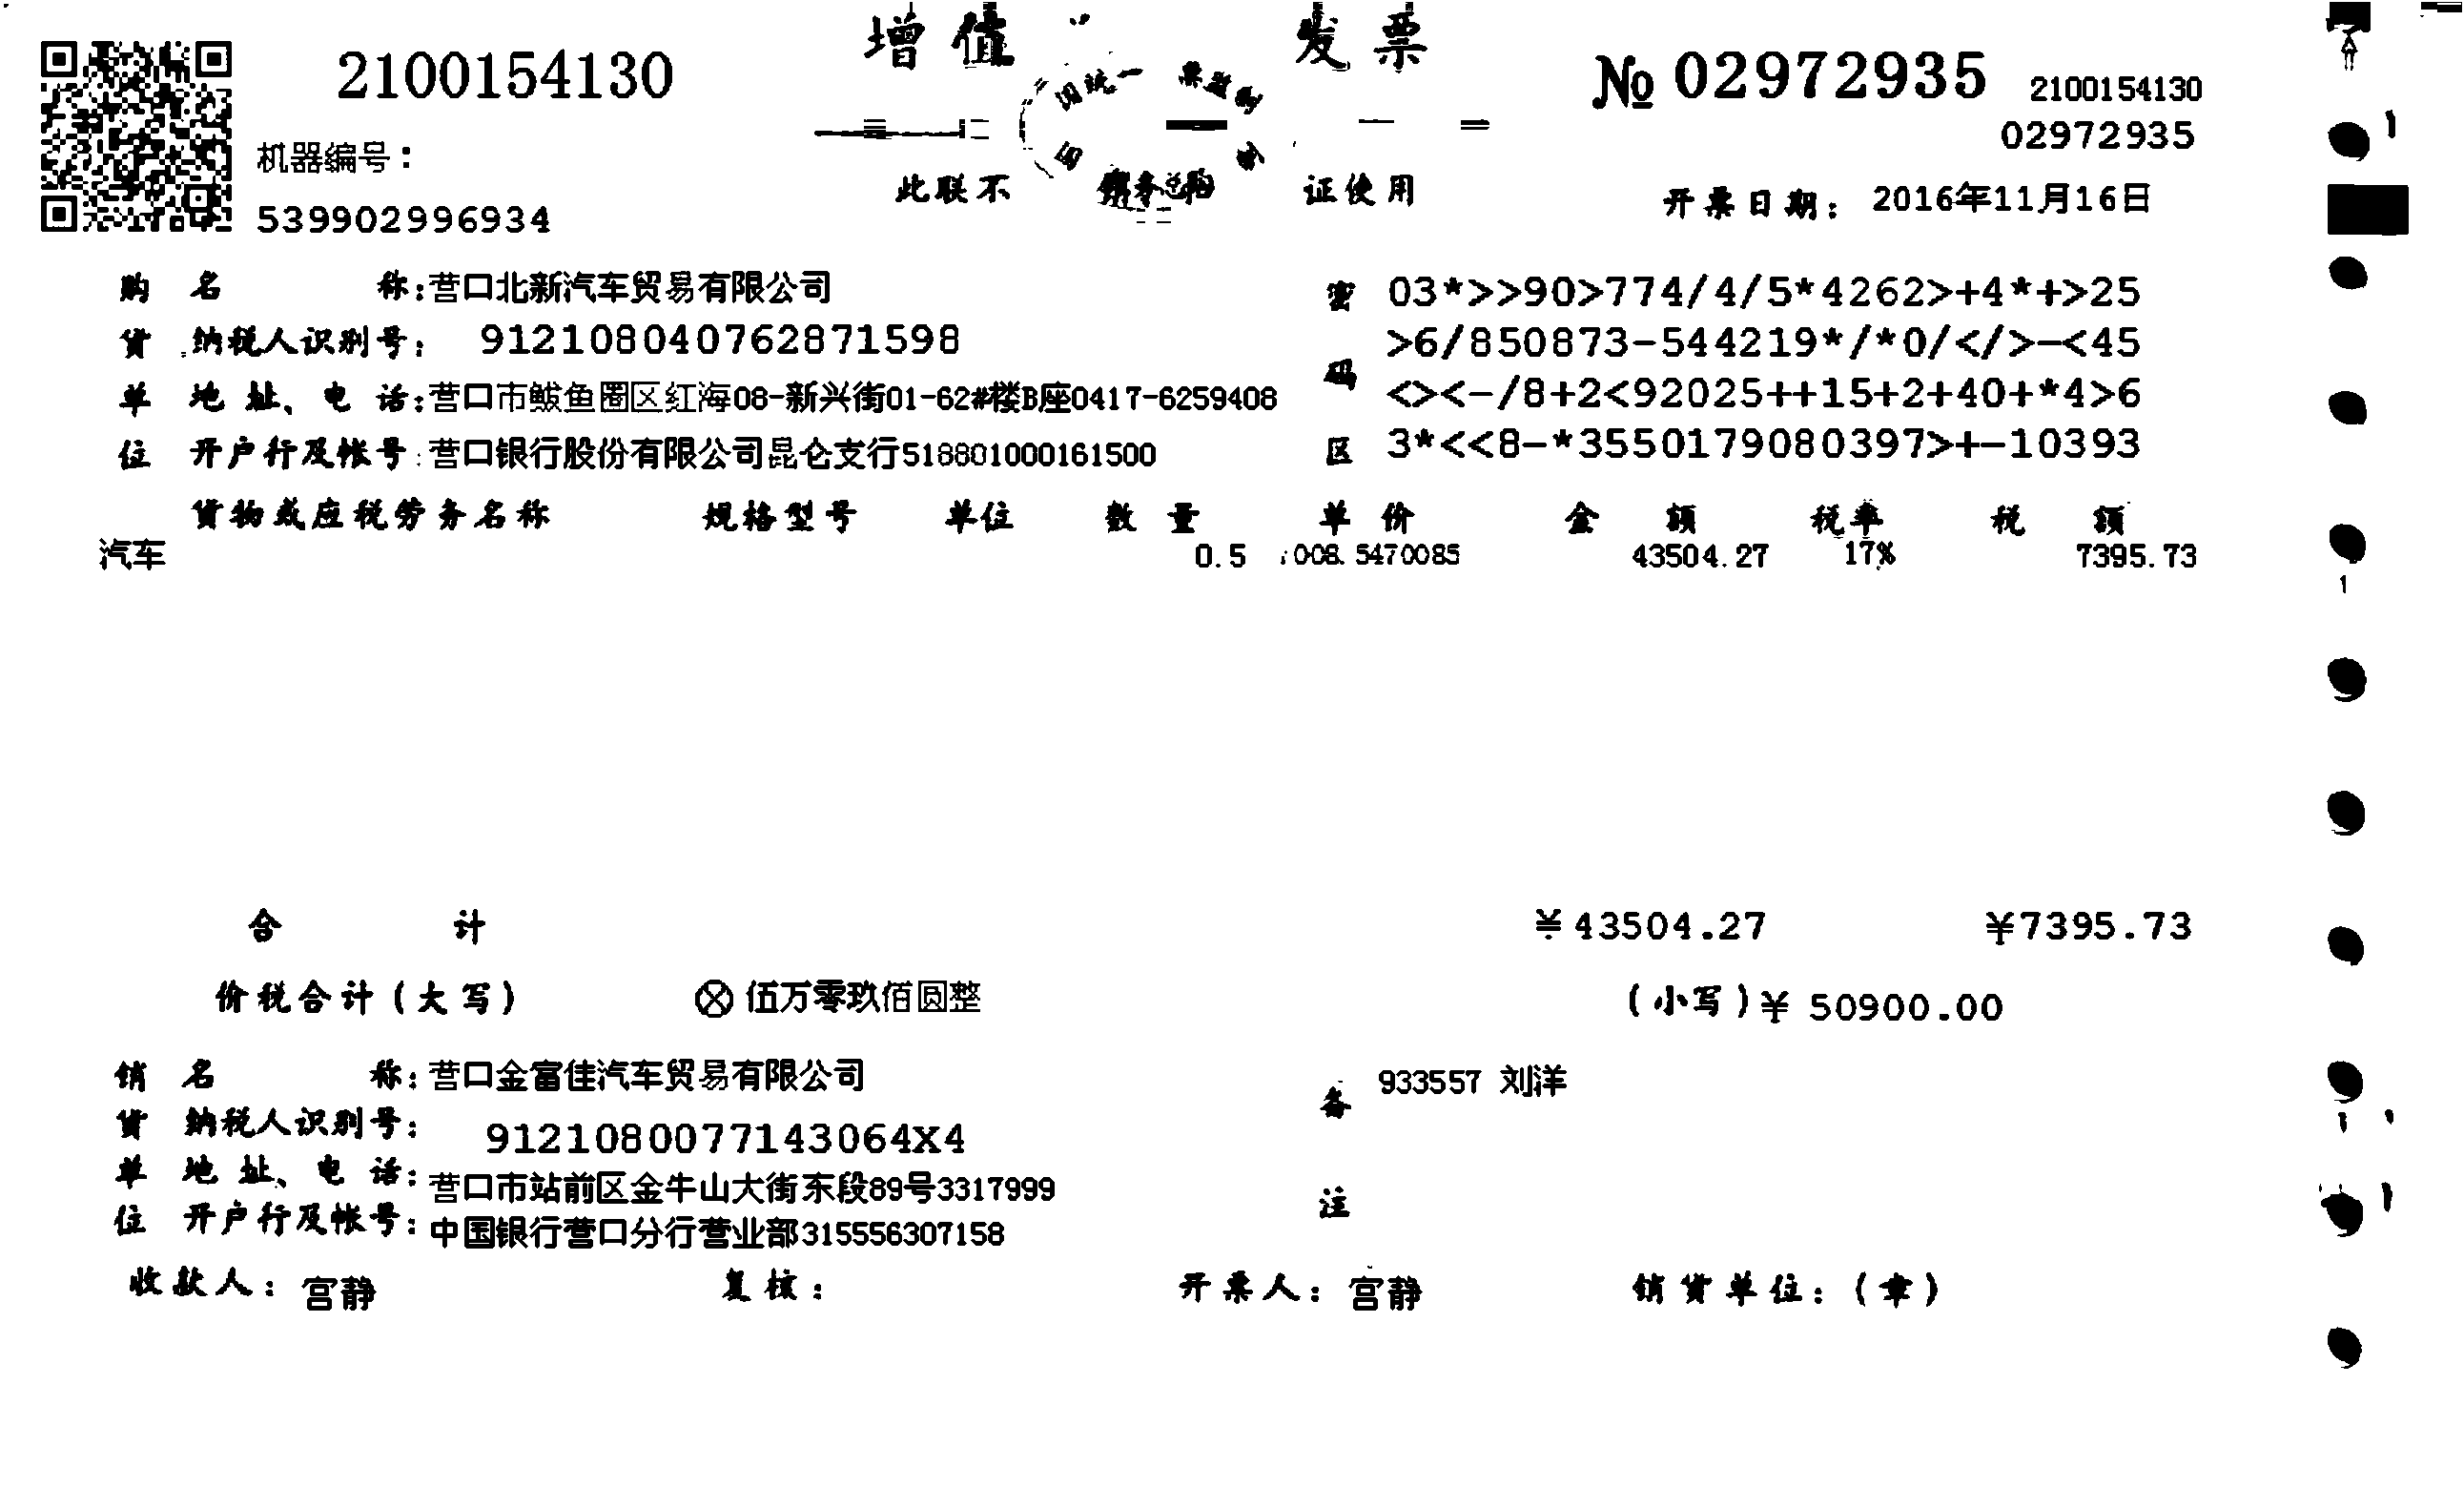 2100154130
增值 发票
№ 02972935
2100154130
02972935
机器编号：
539902996934
此联不 证使用
开票日期： 2016年11月16日
购货单位
名 称：营口北新汽车贸易有限公司
纳税人识别号： 912108040762871598
地址、电话：营口市鲅鱼圈区红海08-新兴街01-62#楼B座0417-6259408
开户行及帐号：营口银行股份有限公司昆仑支行518801000161500
密码区
03*>>90>774/4/5*4262>+4*+>25
>6/850873-544219*/*0/</>-<45
<><-/8+2<92025++15+2+40+*4>6
3*<<8-*3550179080397>+-10393
货物或应税劳务名称 规格型号 单位 数量 单价 金额 税率 税额
汽车 0.5 008.5470085 43504.27 17% 7395.73
合 计 ¥43504.27 ¥7395.73
价税合计(大写) ⊗伍万零玖佰圆整 (小写)¥ 50900.00
销货单位
名 称：营口金富佳汽车贸易有限公司
纳税人识别号： 9121080077143064X4
地址、电话：营口市站前区金牛山大街东段89号3317999
开户行及帐号：中国银行营口分行营业部315556307158
备注
933557 刘洋
收款人：宫静 复核： 开票人：宫静 销货单位：(章)